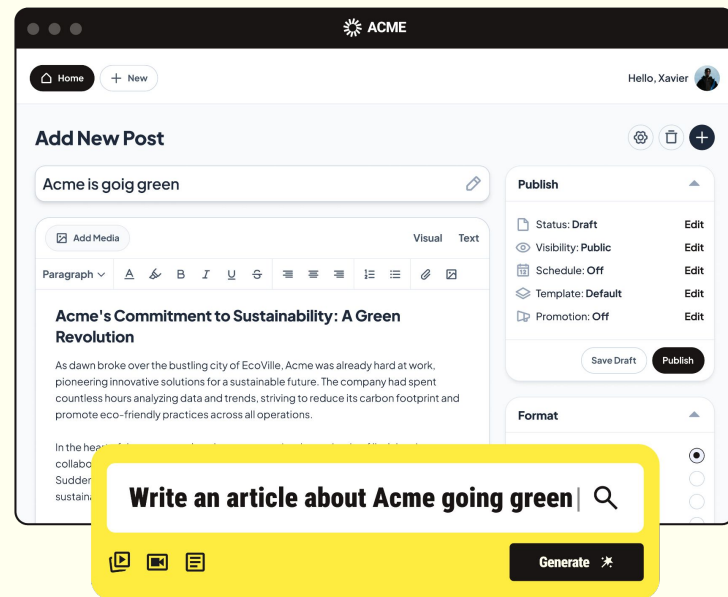 ACME
Home
New
Hello, Xavier
Add New Post
Acme is goig green
Add Media
Visual
Text
Paragraph
A
B
I
U
S
Acme's Commitment to Sustainability: A Green
Revolution
As dawn broke over the bustling city of EcoVille, Acme was already hard at work,
pioneering innovative solutions for a sustainable future. The company had spent
countless hours analyzing data and trends, striving to reduce its carbon footprint and
promote eco-friendly practices across all operations.
In the
Publish
Status: Draft
Edit
Visibility: Public
Edit
12
Schedule: Off
Edit
Template: Default
Edit
Promotion: Off
Edit
Save Draft
Publish
Format
Write an article about Acme going green
Generate